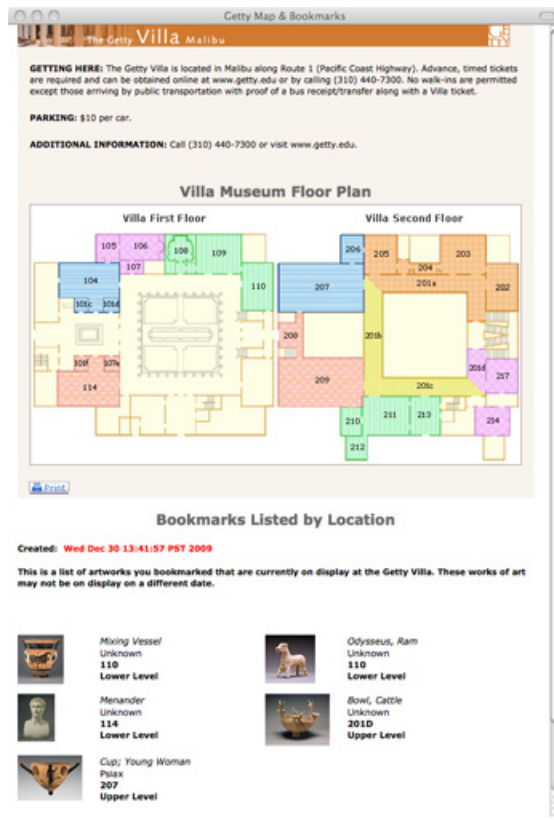 Getty Map & Bookmarks
The Getty Villa Malibu
GETTING HERE: The Getty Villa is located in Malibu along Route 1 (Pacific Coast Highway). Advance, timed tickets
are required and can be obtained online at www.getty.edu or by calling (310) 440-7300. No walk-ins are permitted
except those arriving by public transportation with proof of a bus receipt/transfer along with a Villa ticket.
PARKING: $10 per car.
ADDITIONAL INFORMATION: Call (310) 440-7300 or visit www.getty.edu.
Villa Museum Floor Plan
Villa First Floor
105 106 108 109
107
104 110
101c 101d
101f
114
Villa Second Floor
206 205 203
204
207 201a 202
208 201b
201d 217
209 201c
210 211 213 214
212
Print
Bookmarks Listed by Location
Created: Wed Dec 30 13:41:57 PST 2009
This is a list of artworks you bookmarked that are currently on display at the Getty Villa. These works of art
may not be on display on a different date.
Mixing Vessel
Unknown
110
Lower Level
Odysseus, Ram
Unknown
110
Lower Level
Menander
Unknown
114
Lower Level
Bowl, Cattle
Unknown
201D
Upper Level
Cup; Young Woman
Psiax
207
Upper Level